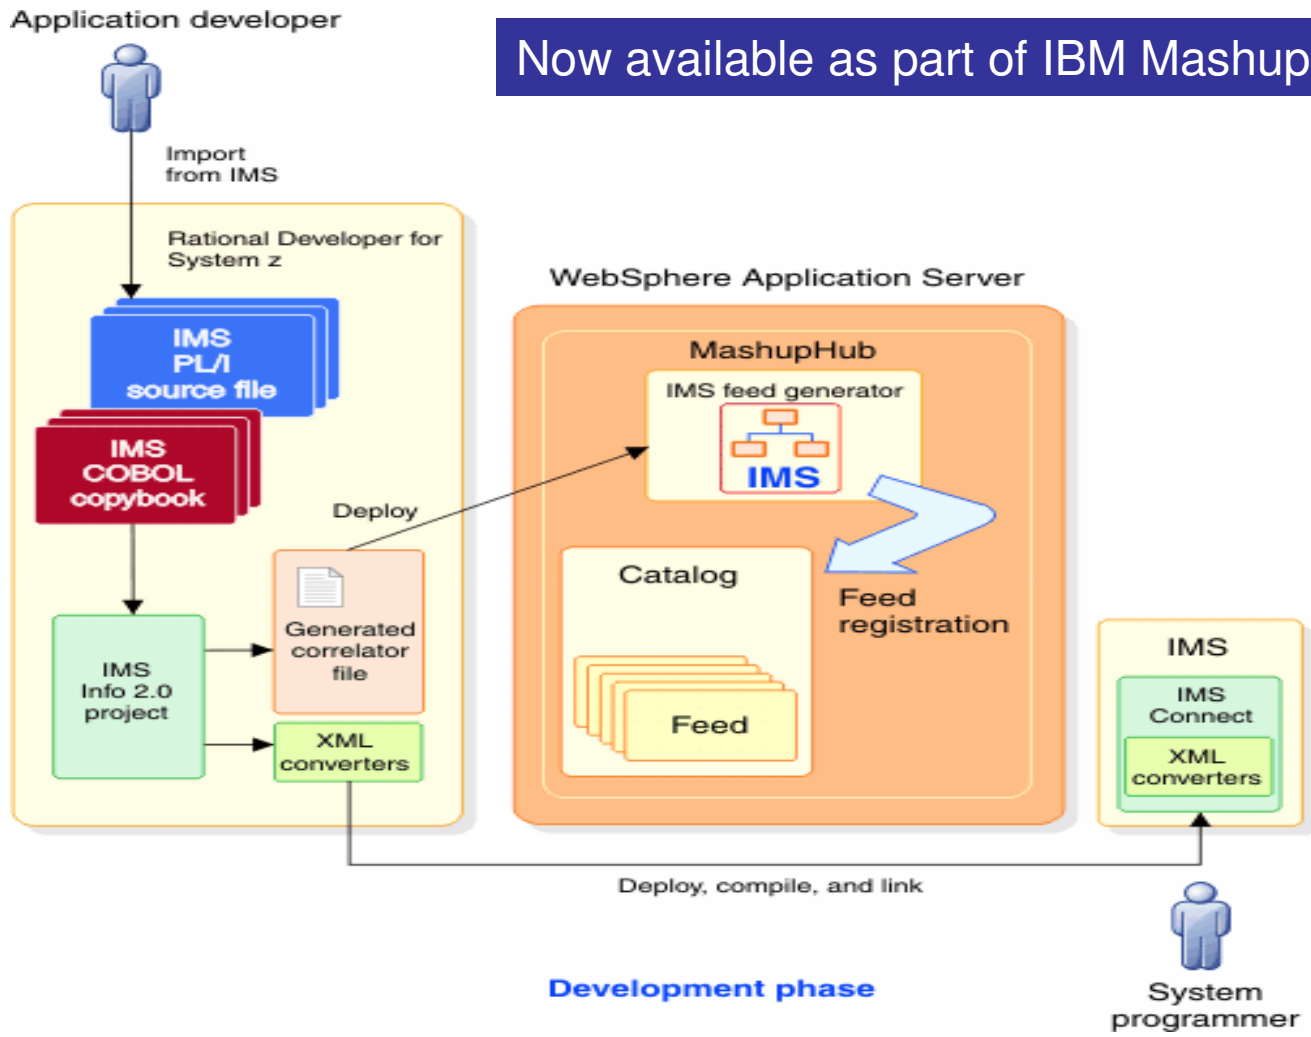 Application developer
Now available as part of IBM Mashup
Import
from IMS
Rational Developer for
System z
IMS
PL/I
source file
IMS
COBOL
copybook
Deploy
IMS
Info 2.0
project
Generated
correlator
file
XML
converters
WebSphere Application Server
MashupHub
IMS feed generator
IMS
Catalog
Feed
registration
Feed
IMS
IMS
Connect
XML
converters
Deploy, compile, and link
Development phase
System
programmer